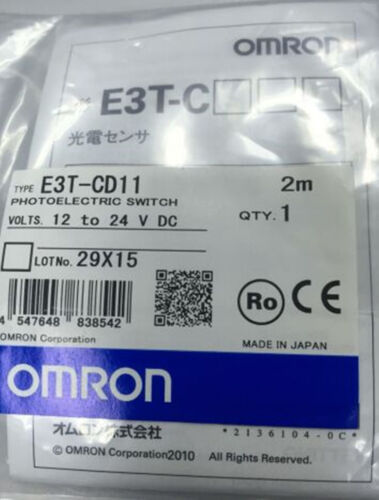 OMRON
E3T-C□□□
光電センサ
TYPE E3T-CD11 2m
PHOTOELECTRIC SWITCH
VOLTS. 12 to 24 V DC QTY. 1
LOT No. 29X15
Ro CE
4 547648 838542
OMRON Corporation MADE IN JAPAN
OMRON
オムロン株式会社
*2136104-0C*
© OMRON Corporation2010 All Rights Reserved.